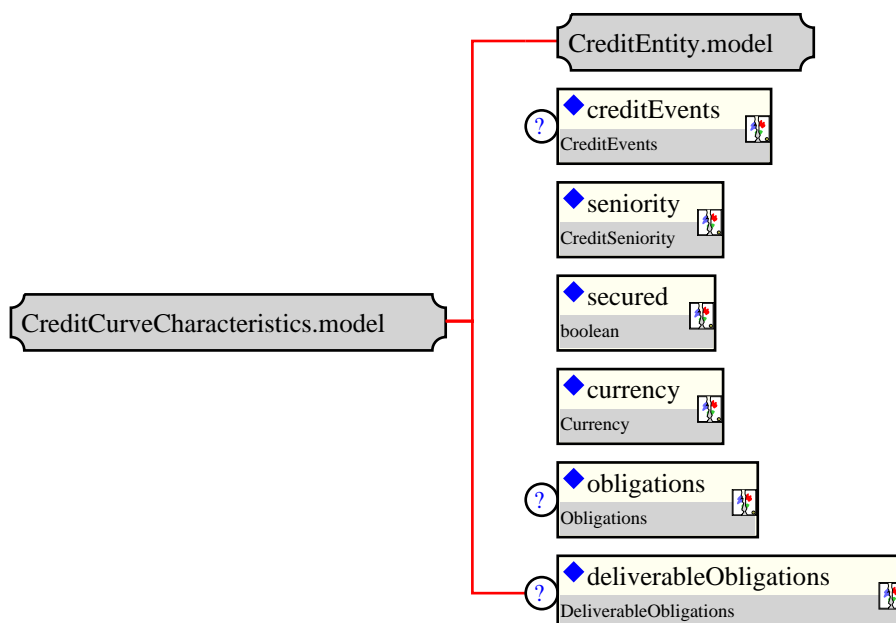 CreditEntity.model
creditEvents
?
CreditEvents
seniority
CreditSeniority
secured
boolean
CreditCurveCharacteristics.model
currency
Currency
obligations
?
Obligations
deliverableObligations
?
DeliverableObligations